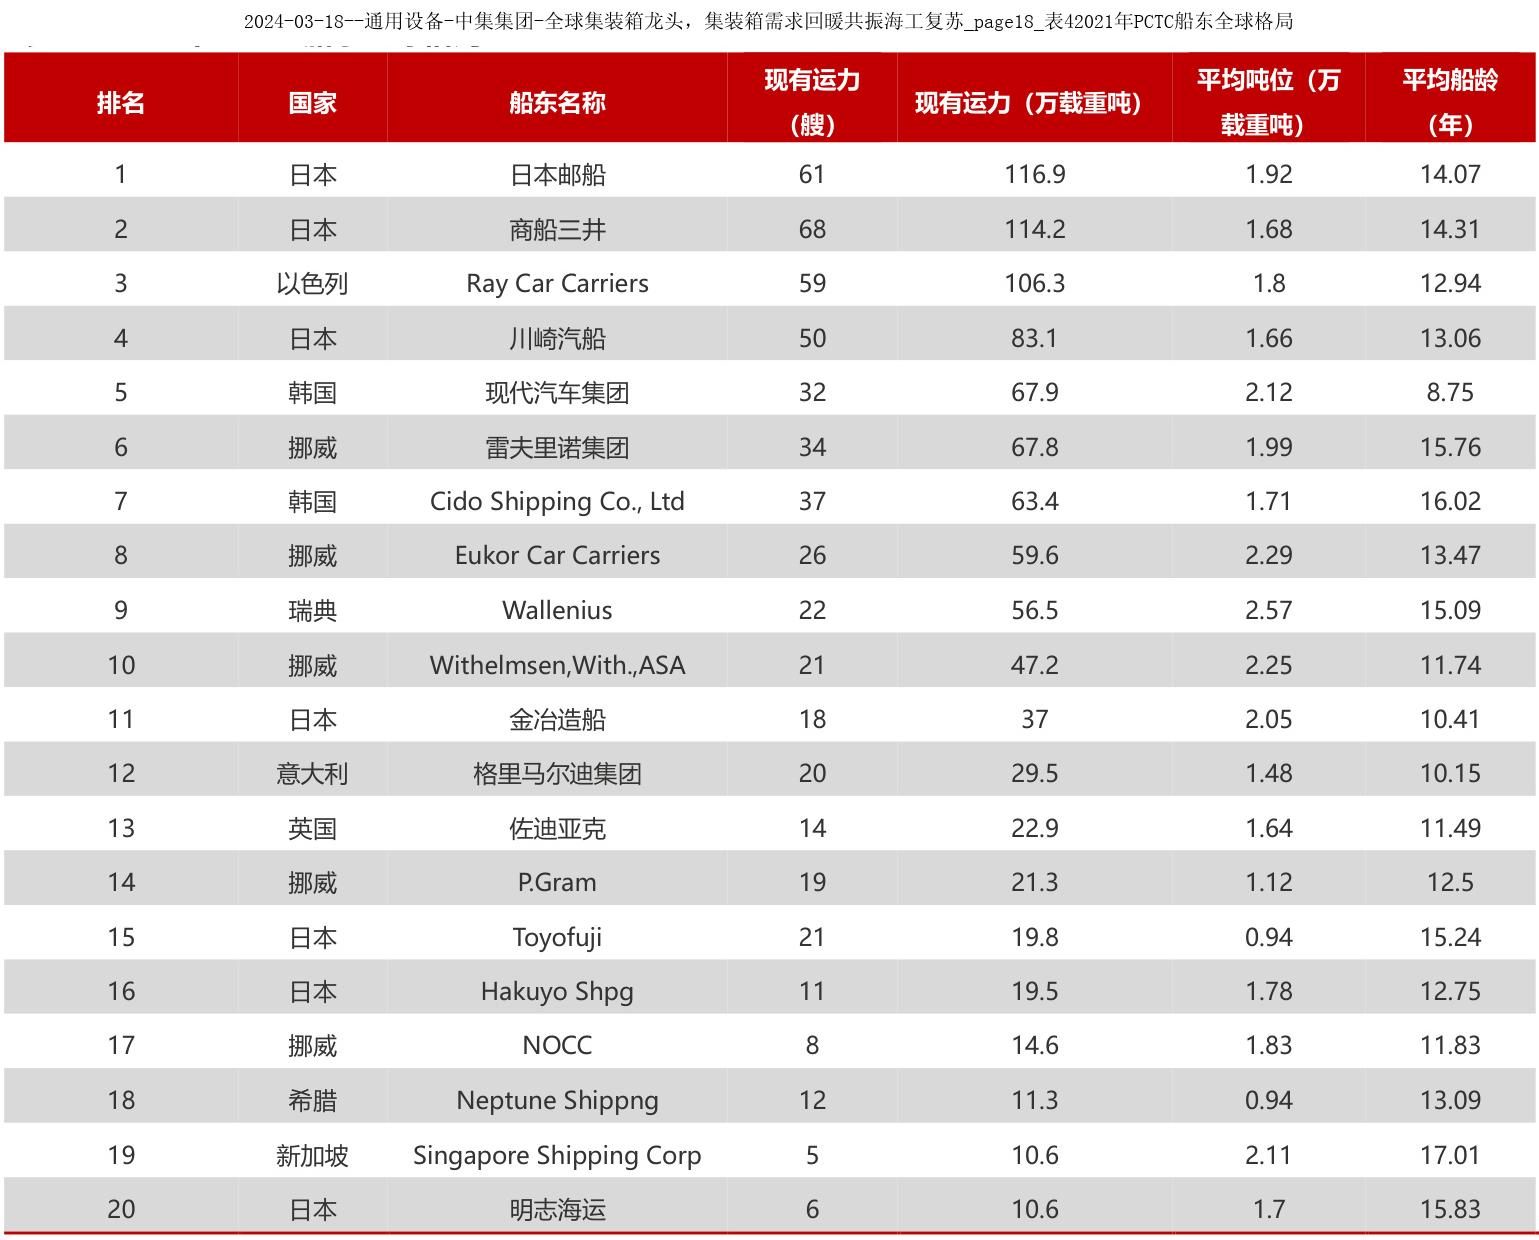 2024-03-18--通用设备-中集集团-全球集装箱龙头，集装箱需求回暖共振海工复苏_page18_表42021年PCTC船东全球格局
排名 国家 船东名称 现有运力（艘） 现有运力（万载重吨） 平均吨位（万载重吨） 平均船龄（年）
1 日本 日本邮船 61 116.9 1.92 14.07
2 日本 商船三井 68 114.2 1.68 14.31
3 以色列 Ray Car Carriers 59 106.3 1.8 12.94
4 日本 川崎汽船 50 83.1 1.66 13.06
5 韩国 现代汽车集团 32 67.9 2.12 8.75
6 挪威 雷夫里诺集团 34 67.8 1.99 15.76
7 韩国 Cido Shipping Co., Ltd 37 63.4 1.71 16.02
8 挪威 Eukor Car Carriers 26 59.6 2.29 13.47
9 瑞典 Wallenius 22 56.5 2.57 15.09
10 挪威 Withelmsen,With.,ASA 21 47.2 2.25 11.74
11 日本 金冶造船 18 37 2.05 10.41
12 意大利 格里马尔迪集团 20 29.5 1.48 10.15
13 英国 佐迪亚克 14 22.9 1.64 11.49
14 挪威 P.Gram 19 21.3 1.12 12.5
15 日本 Toyofuji 21 19.8 0.94 15.24
16 日本 Hakuyo Shpg 11 19.5 1.78 12.75
17 挪威 NOCC 8 14.6 1.83 11.83
18 希腊 Neptune Shippng 12 11.3 0.94 13.09
19 新加坡 Singapore Shipping Corp 5 10.6 2.11 17.01
20 日本 明志海运 6 10.6 1.7 15.83